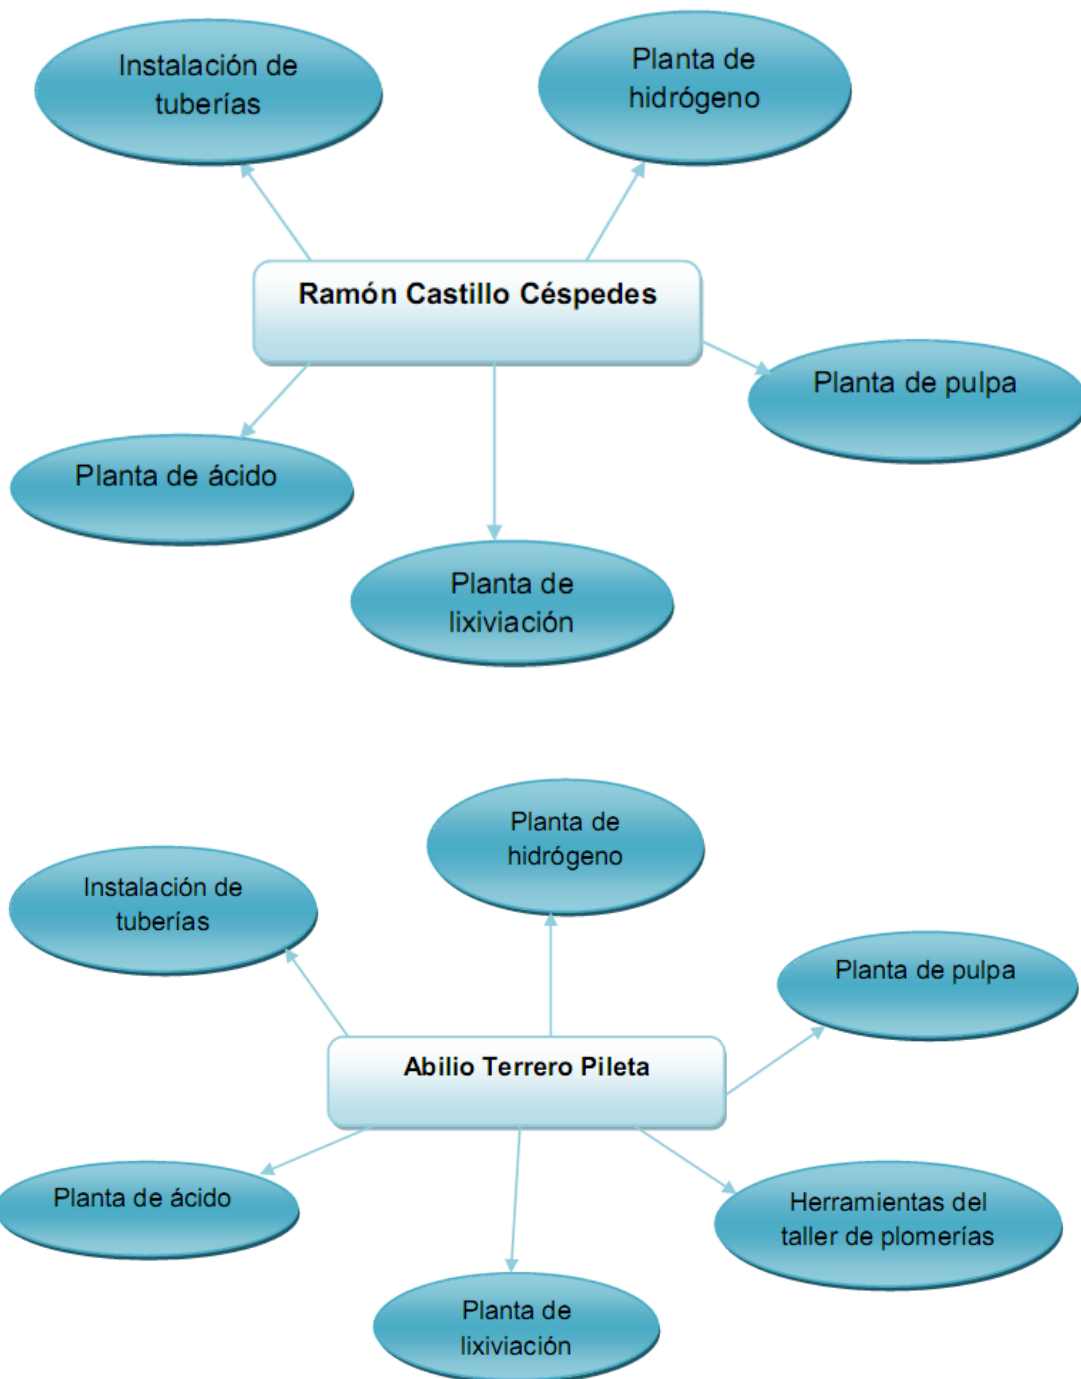 Instalación de
tuberías
Planta de
hidrógeno
Ramón Castillo Céspedes
Planta de pulpa
Planta de ácido
Planta de
lixiviación
Planta de
hidrógeno
Instalación de
tuberías
Planta de pulpa
Abilio Terrero Pileta
Planta de ácido
Herramientas del
taller de plomerías
Planta de
lixiviación